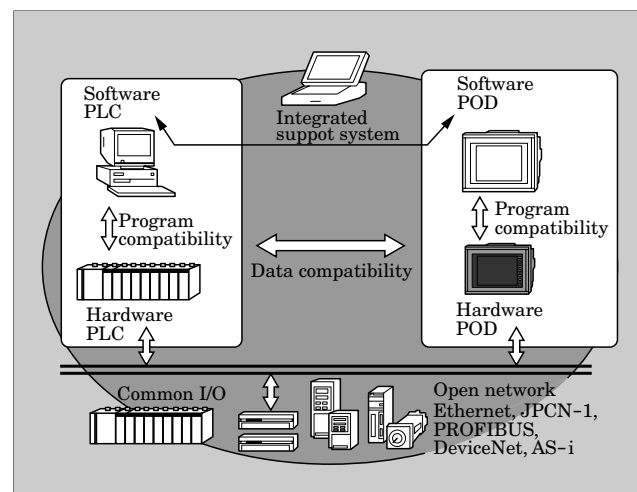 Software
PLC
Integrated
suppot system
Software
POD
Program
compatibility
Data compatibility
Program
compatibility
Hardware
PLC
Hardware
POD
Common I/O
Open network
Ethernet, JPCN-1,
PROFIBUS,
DeviceNet, AS-i